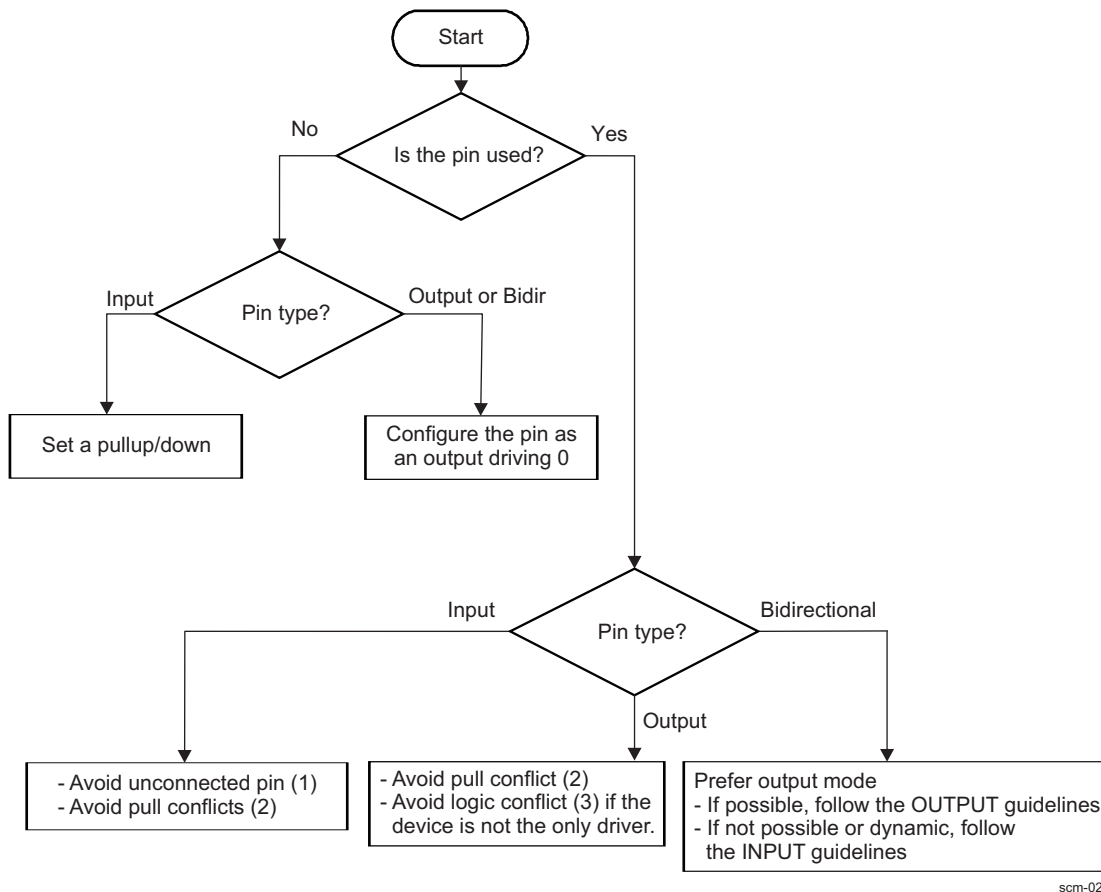 Start
No
Yes
Is the pin used?
Input
Output or Bidir
Pin type?
Set a pullup/down
Configure the pin as
an output driving 0
Input
Bidirectional
Pin type?
Output
- Avoid unconnected pin (1)
- Avoid pull conflicts (2)
- Avoid pull conflict (2)
- Avoid logic conflict (3) if the
device is not the only driver.
Prefer output mode
- If possible, follow the OUTPUT guidelines
- If not possible or dynamic, follow
the INPUT guidelines
scm-02